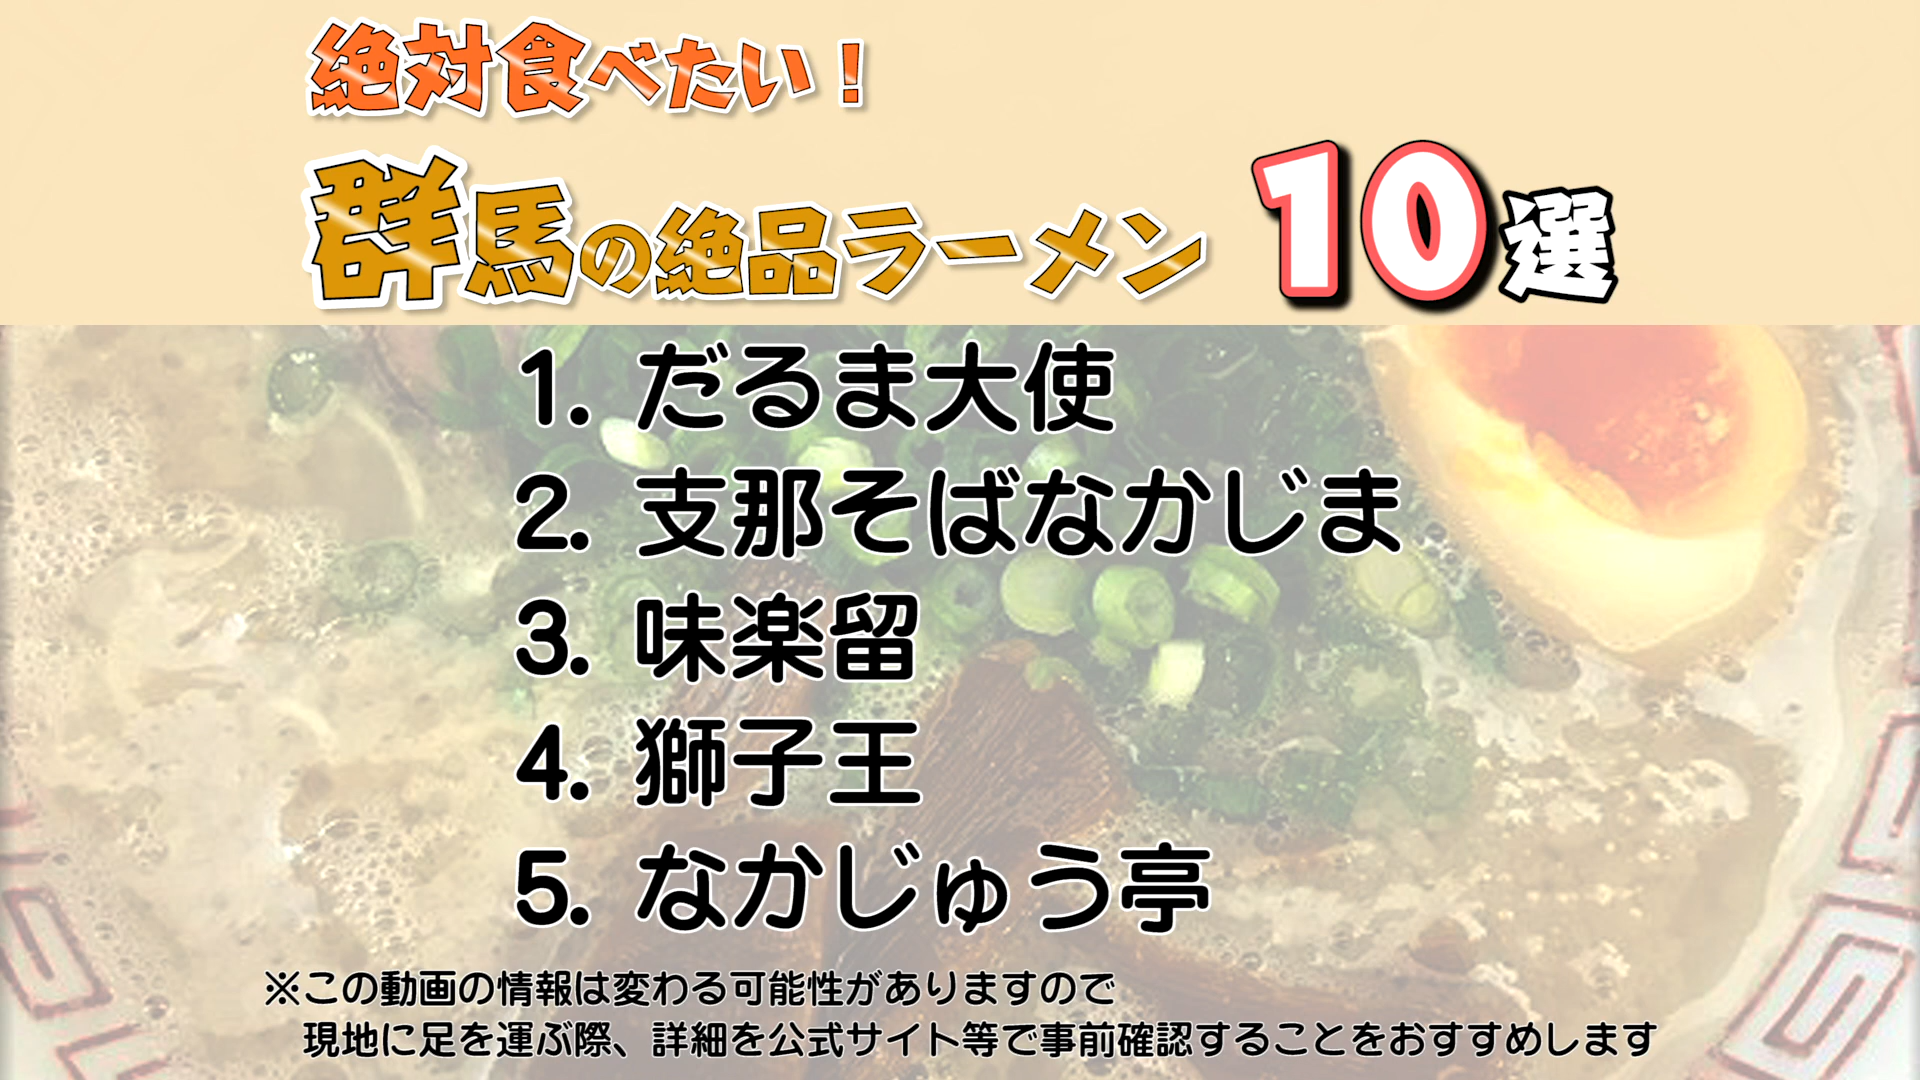 絶対食べたい！
群馬の絶品ラーメン 10選
1. だるま大使
2. 支那そばなかじま
3. 味楽留
4. 獅子王
5. なかじゅう亭
※この動画の情報は変わる可能性がありますので
現地に足を運ぶ際、詳細を公式サイト等で事前確認することをおすすめします